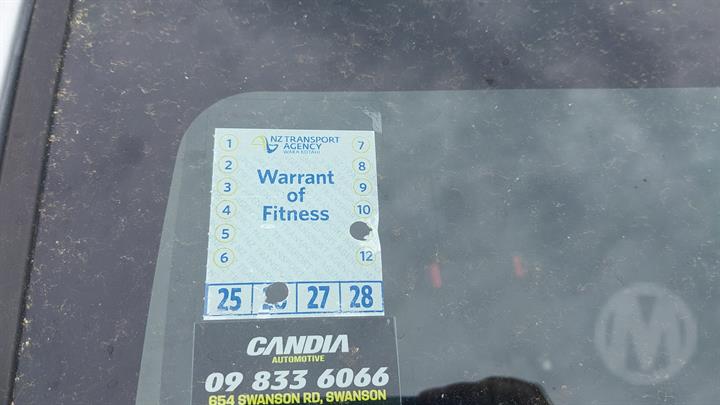 1
2
3
4
5
6
NZ TRANSPORT
AGENCY
WAKA KOTAHI
Warrant
of
Fitness
7
8
9
10
12
25 27 28
CANDIA
AUTOMOTIVE
09 833 6066
654 SWANSON RD, SWANSON
M